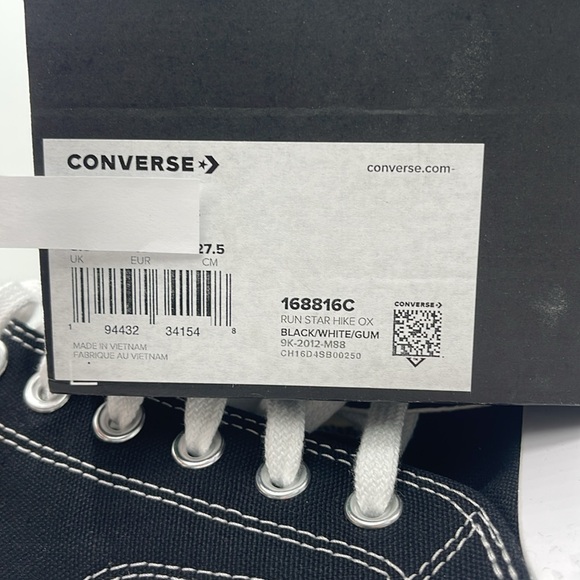 CONVERSE
converse.com
27.5
UK EUR CM
1 94432 34154 8
MADE IN VIETNAM
FABRIQUE AU VIETNAM
168816C
RUN STAR HIKE OX
BLACK/WHITE/GUM
9K-2012-M88
CH16D4SB00250
CONVERSE